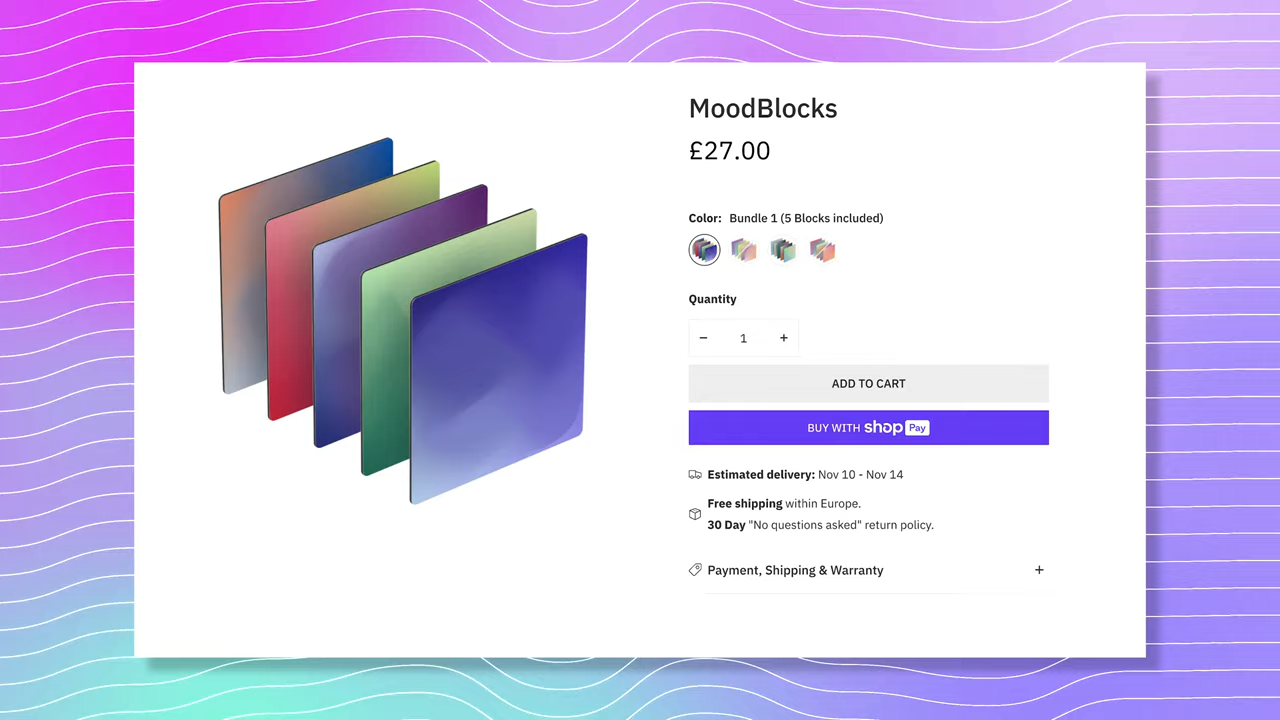 MoodBlocks
£27.00
Color: Bundle 1 (5 Blocks included)
Quantity
− 1 +
ADD TO CART
BUY WITH shop Pay
Estimated delivery: Nov 10 - Nov 14
Free shipping within Europe.
30 Day "No questions asked" return policy.
Payment, Shipping & Warranty +